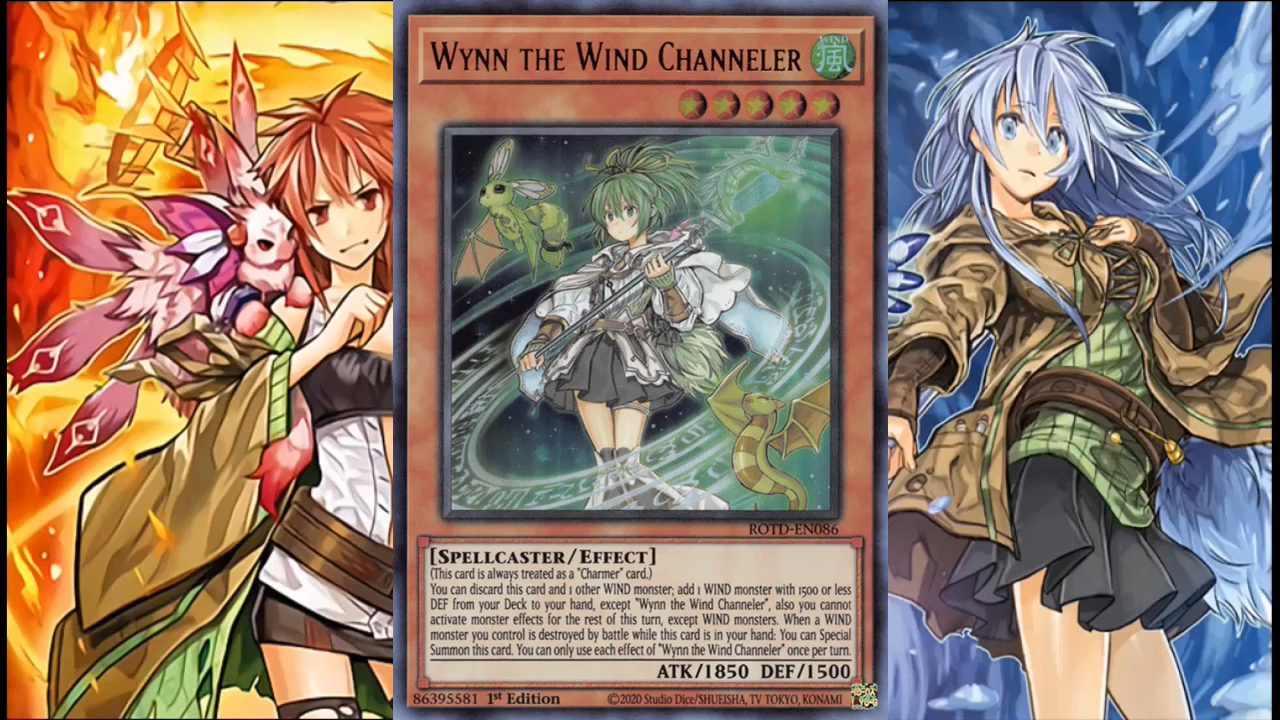 WYNN THE WIND CHANNELER
WIND
風
ROTD-EN086
[SPELLCASTER/EFFECT]
(This card is always treated as a "Charmer" card.)
You can discard this card and 1 other WIND monster; add 1 WIND monster with 1500 or less
DEF from your Deck to your hand, except "Wynn the Wind Channeler", also you cannot
activate monster effects for the rest of this turn, except WIND monsters. When a WIND
monster you control is destroyed by battle while this card is in your hand: You can Special
Summon this card. You can only use each effect of "Wynn the Wind Channeler" once per turn.
ATK/1850 DEF/1500
86395581 1st Edition ©2020 Studio Dice/SHUEISHA, TV TOKYO, KONAMI